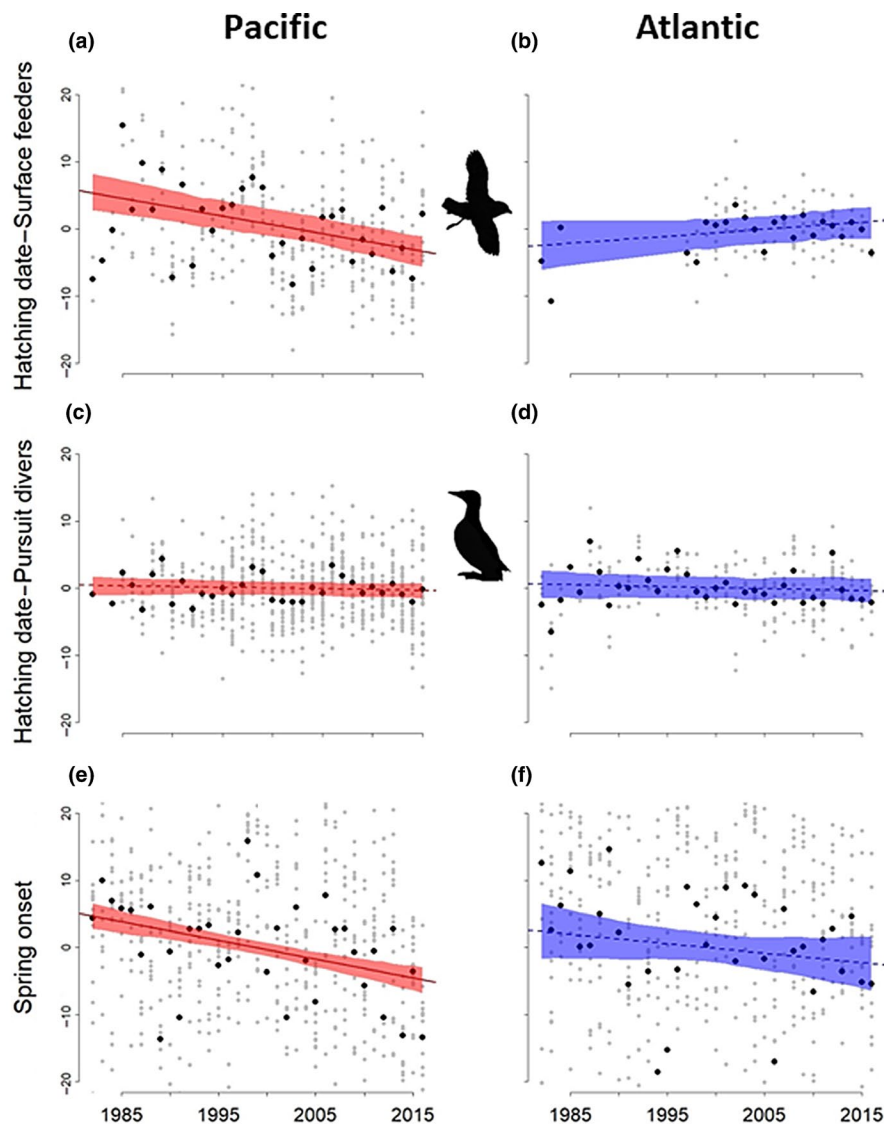 Pacific
Atlantic
(a)
(b)
Hatching date–Surface feeders
20
10
0
−10
−20
(c)
(d)
Hatching date–Pursuit divers
20
10
0
−10
−20
(e)
(f)
Spring onset
20
10
0
−10
−20
1985 1995 2005 2015
1985 1995 2005 2015